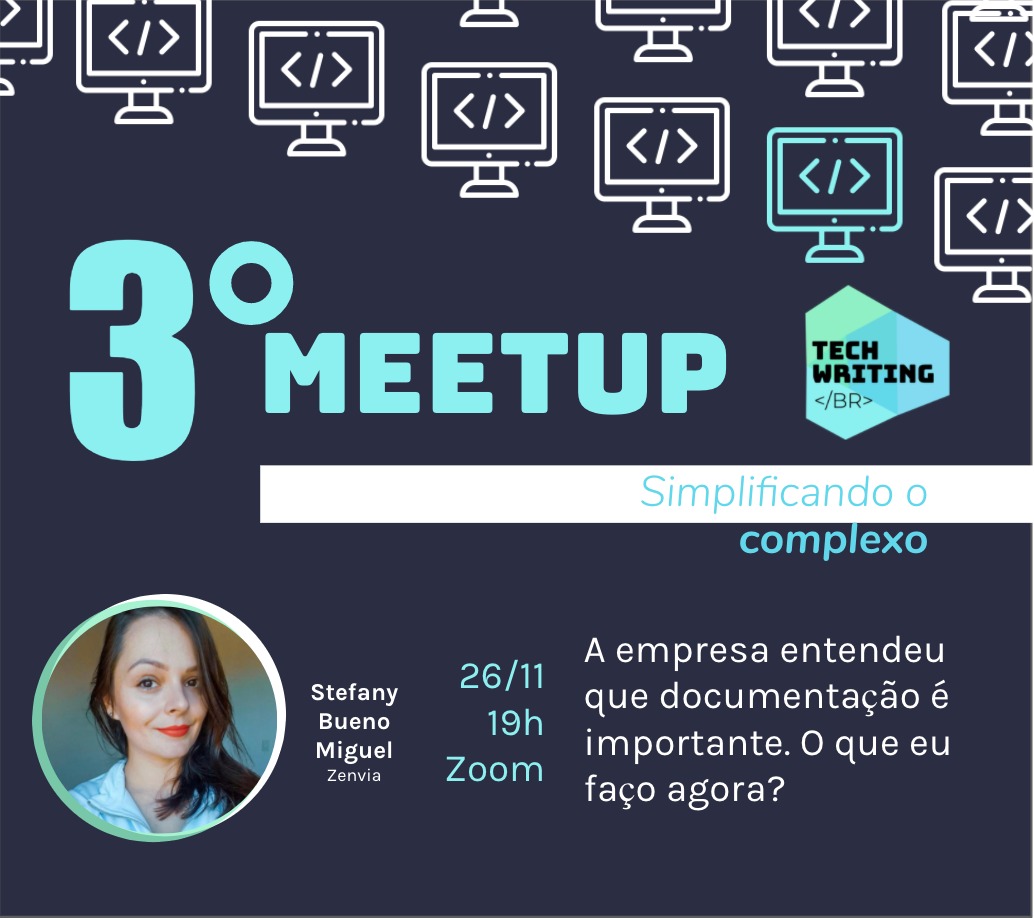 </>
</>
</>
</>
</>
</>
</>
</>
</>
3º
MEETUP
TECH
WRITING
</BR>
Simplificando o
complexo
Stefany
Bueno
Miguel
Zenvia
26/11
19h
Zoom
A empresa entendeu
que documentação é
importante. O que eu
faço agora?